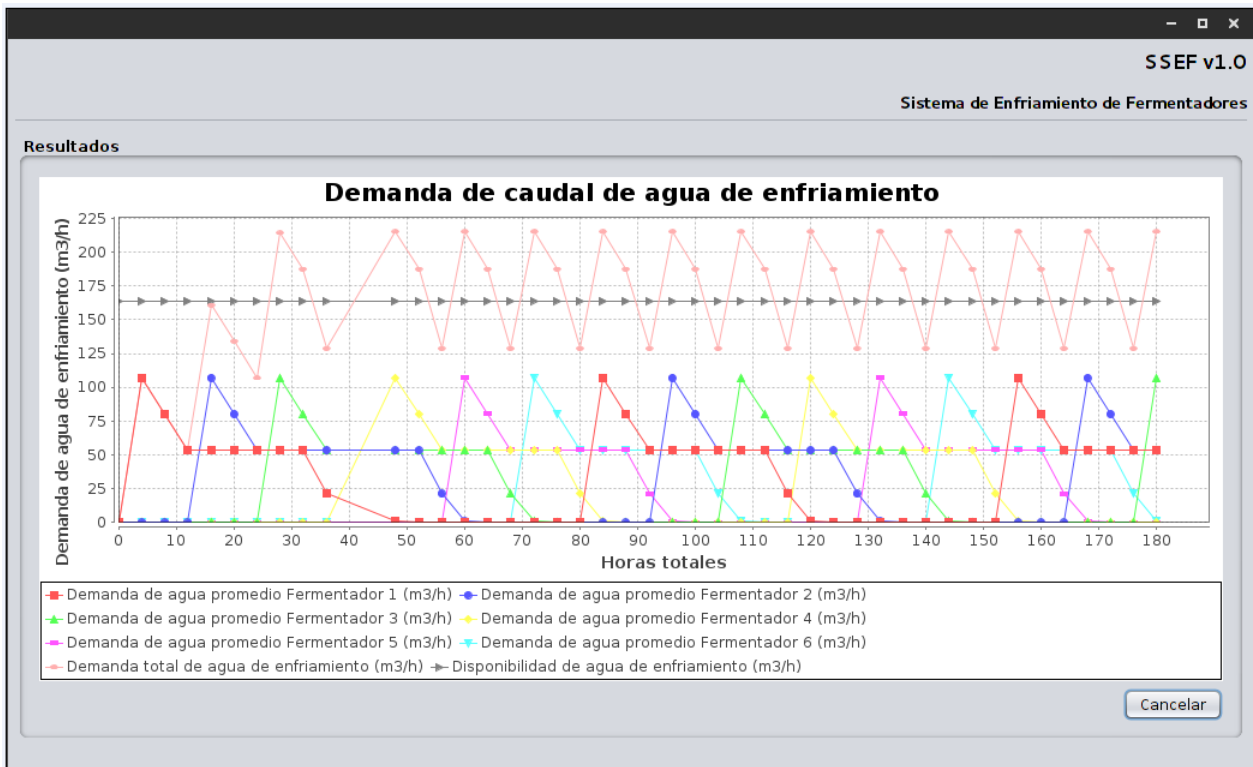 SSEF v1.0
Sistema de Enfriamiento de Fermentadores
Resultados
Demanda de caudal de agua de enfriamiento
Demanda de agua enfriamiento (m3/h)
225
200
175
150
125
100
75
50
25
0
0 10 20 30 40 50 60 70 80 90 100 110 120 130 140 150 160 170 180
Horas totales
Demanda de agua promedio Fermentador 1 (m3/h) Demanda de agua promedio Fermentador 2 (m3/h)
Demanda de agua promedio Fermentador 3 (m3/h) Demanda de agua promedio Fermentador 4 (m3/h)
Demanda de agua promedio Fermentador 5 (m3/h) Demanda de agua promedio Fermentador 6 (m3/h)
Demanda total de agua de enfriamiento (m3/h) Disponibilidad de agua de enfriamiento (m3/h)
Cancelar